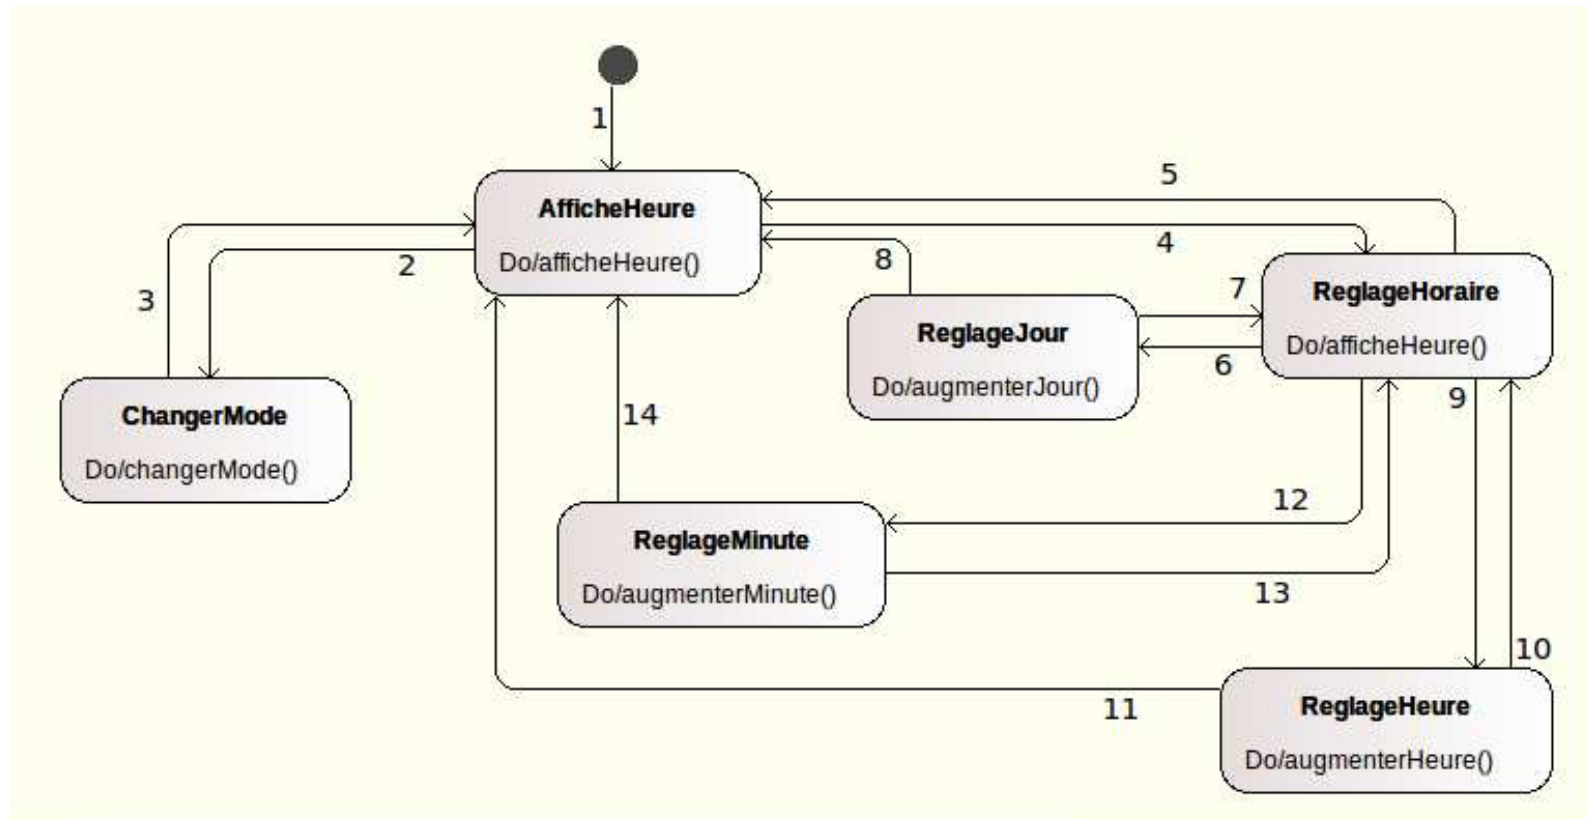 1
5
AfficheHeure
4
Do/afficheHeure()
2
8
3
7
ReglageHoraire
ReglageJour
Do/afficheHeure()
6
Do/augmenterJour()
9
ChangerMode
14
Do/changerMode()
12
ReglageMinute
Do/augmenterMinute()
13
10
11
ReglageHeure
Do/augmenterHeure()